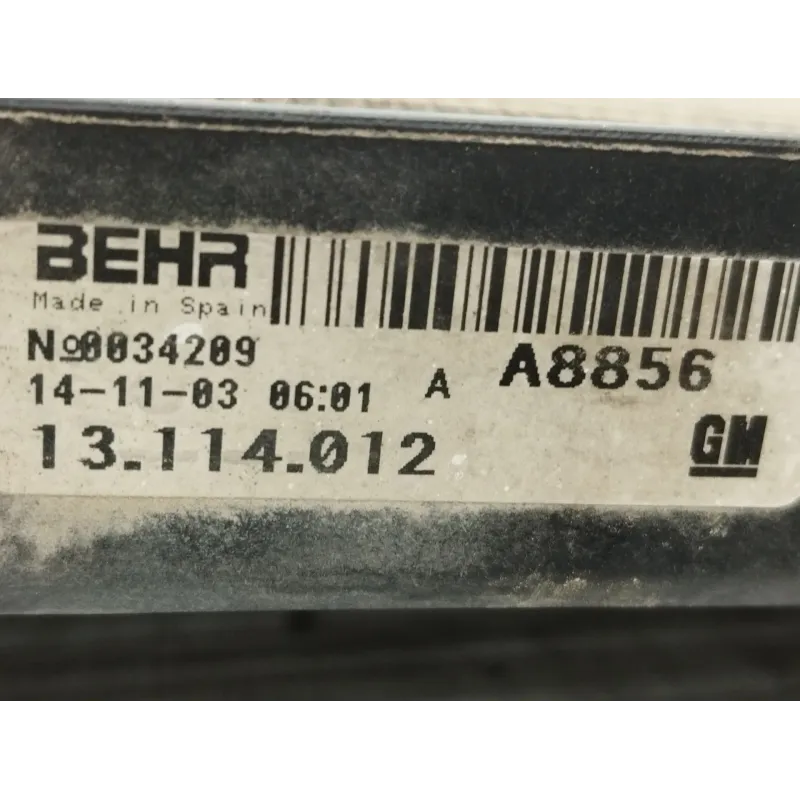 BEHR
Made in Spain
Nº0034209
14-11-03 06:01 A A8856
13.114.012
GM